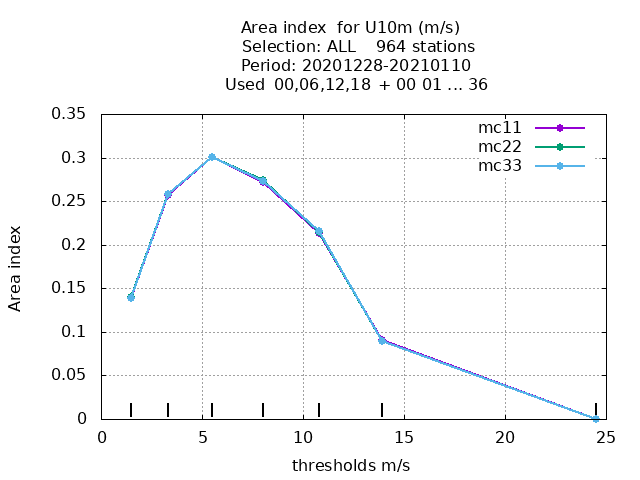 Area index  for U10m (m/s)
Selection: ALL    964 stations
Period: 20201228-20210110
Used  00,06,12,18  + 00 01 ... 36
mc11
mc22
mc33
0.35
0.3
0.25
0.2
0.15
0.1
0.05
0
Area index
0 5 10 15 20 25
thresholds m/s